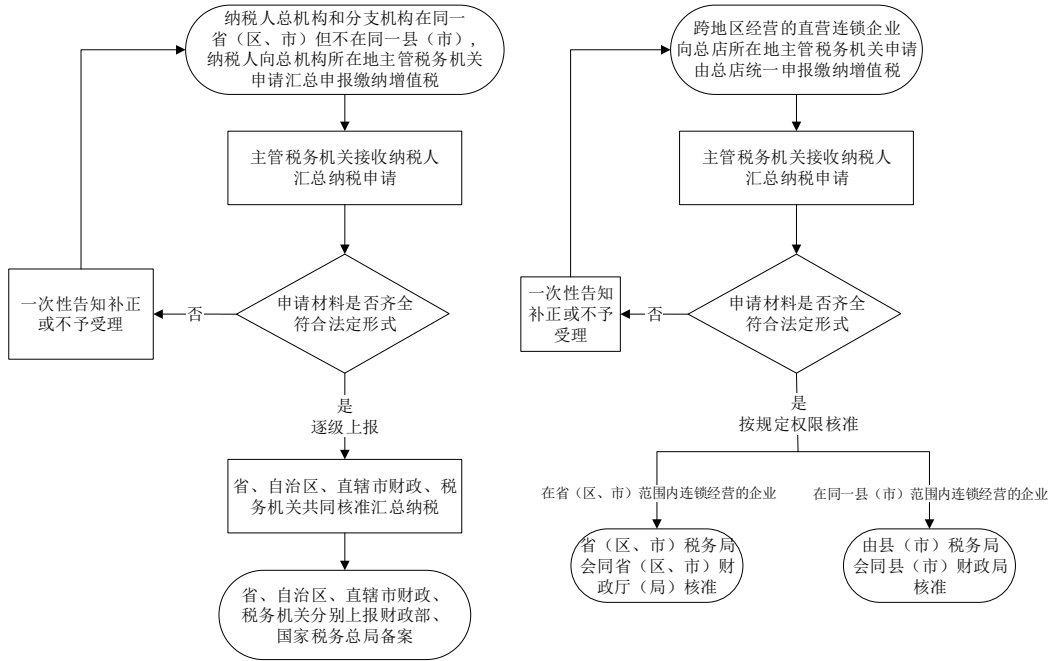 纳税人总机构和分支机构在同一
省（区、市）但不在同一县（市），
纳税人向总机构所在地主管税务机关
申请汇总申报缴纳增值税
主管税务机关接收纳税人
汇总纳税申请
申请材料是否齐全
符合法定形式
否
一次性告知补正
或不予受理
是
逐级上报
省、自治区、直辖市财政、税
务机关共同核准汇总纳税
省、自治区、直辖市财政、
税务机关分别上报财政部、
国家税务总局备案
跨地区经营的直营连锁企业
向总店所在地主管税务机关申请
由总店统一申报缴纳增值税
主管税务机关接收纳税人
汇总纳税申请
申请材料是否齐全
符合法定形式
否
一次性告知
补正或不予
受理
是
按规定权限核准
在省（区、市）范围内连锁经营的企业
省（区、市）税务局
会同省（区、市）财
政厅（局）核准
在同一县（市）范围内连锁经营的企业
由县（市）税务局
会同县（市）财政局
核准